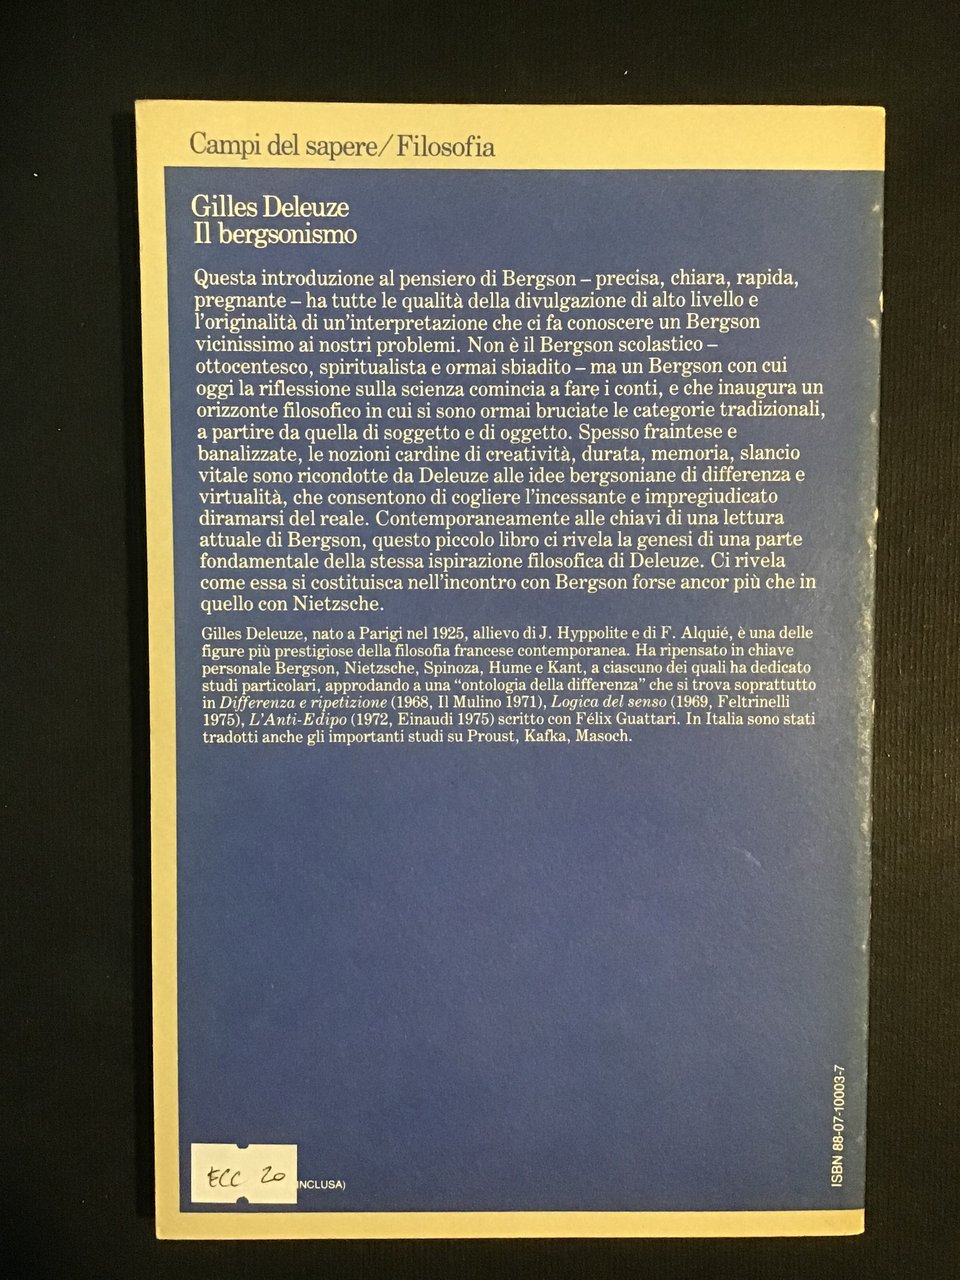 Campi del sapere/Filosofia
Gilles Deleuze
Il bergsonismo
Questa introduzione al pensiero di Bergson – precisa, chiara, rapida,
pregnante – ha tutte le qualità della divulgazione di alto livello e
l'originalità di un'interpretazione che ci fa conoscere un Bergson
vicinissimo ai nostri problemi. Non è il Bergson scolastico –
ottocentesco, spiritualista e ormai sbiadito – ma un Bergson con cui
oggi la riflessione sulla scienza comincia a fare i conti, e che inaugura un
orizzonte filosofico in cui si sono ormai bruciate le categorie tradizionali,
a partire da quella di soggetto e di oggetto. Spesso fraintese e
banalizzate, le nozioni cardine di creatività, durata, memoria, slancio
vitale sono ricondotte da Deleuze alle idee bergsoniane di differenza e
virtualità, che consentono di cogliere l'incessante e impregiudicato
diramarsi del reale. Contemporaneamente alle chiavi di una lettura
attuale di Bergson, questo piccolo libro ci rivela la genesi di una parte
fondamentale della stessa ispirazione filosofica di Deleuze. Ci rivela
come essa si costituisca nell'incontro con Bergson forse ancor più che in
quello con Nietzsche.
Gilles Deleuze, nato a Parigi nel 1925, allievo di J. Hyppolite e di F. Alquié, è una delle
figure più prestigiose della filosofia francese contemporanea. Ha ripensato in chiave
personale Bergson, Nietzsche, Spinoza, Hume e Kant, a ciascuno dei quali ha dedicato
studi particolari, approdando a una "ontologia della differenza" che si trova soprattutto
in Differenza e ripetizione (1968, Il Mulino 1971), Logica del senso (1969, Feltrinelli
1975), L'Anti-Edipo (1972, Einaudi 1975) scritto con Félix Guattari. In Italia sono stati
tradotti anche gli importanti studi su Proust, Kafka, Masoch.
ISBN 88-07-10003-7
ECC 20
INCLUSA)